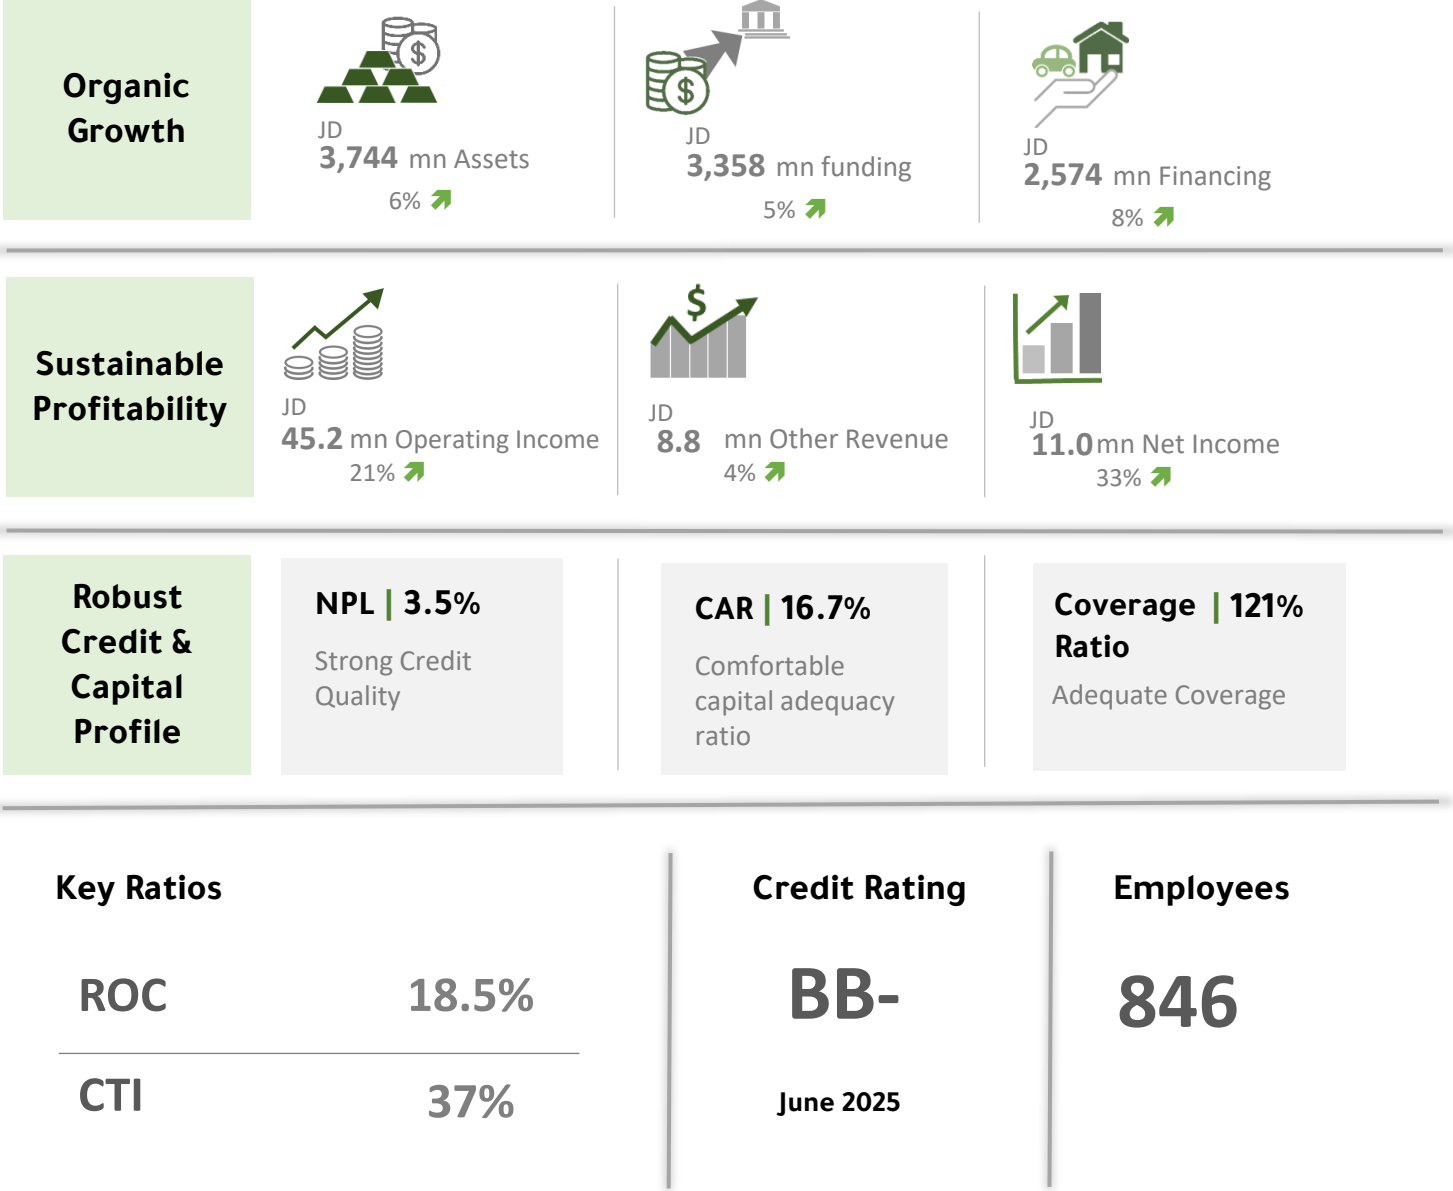 Organic
Growth
JD
3,744 mn Assets
6%
JD
3,358 mn funding
5%
JD
2,574 mn Financing
8%
Sustainable
Profitability
JD
45.2 mn Operating Income
21%
$
JD
8.8 mn Other Revenue
4%
JD
11.0 mn Net Income
33%
Robust
Credit &
Capital
Profile
NPL | 3.5%
Strong Credit
Quality
CAR | 16.7%
Comfortable
capital adequacy
ratio
Coverage | 121%
Ratio
Adequate Coverage
Key Ratios
ROC 18.5%
CTI 37%
Credit Rating
BB-
June 2025
Employees
846